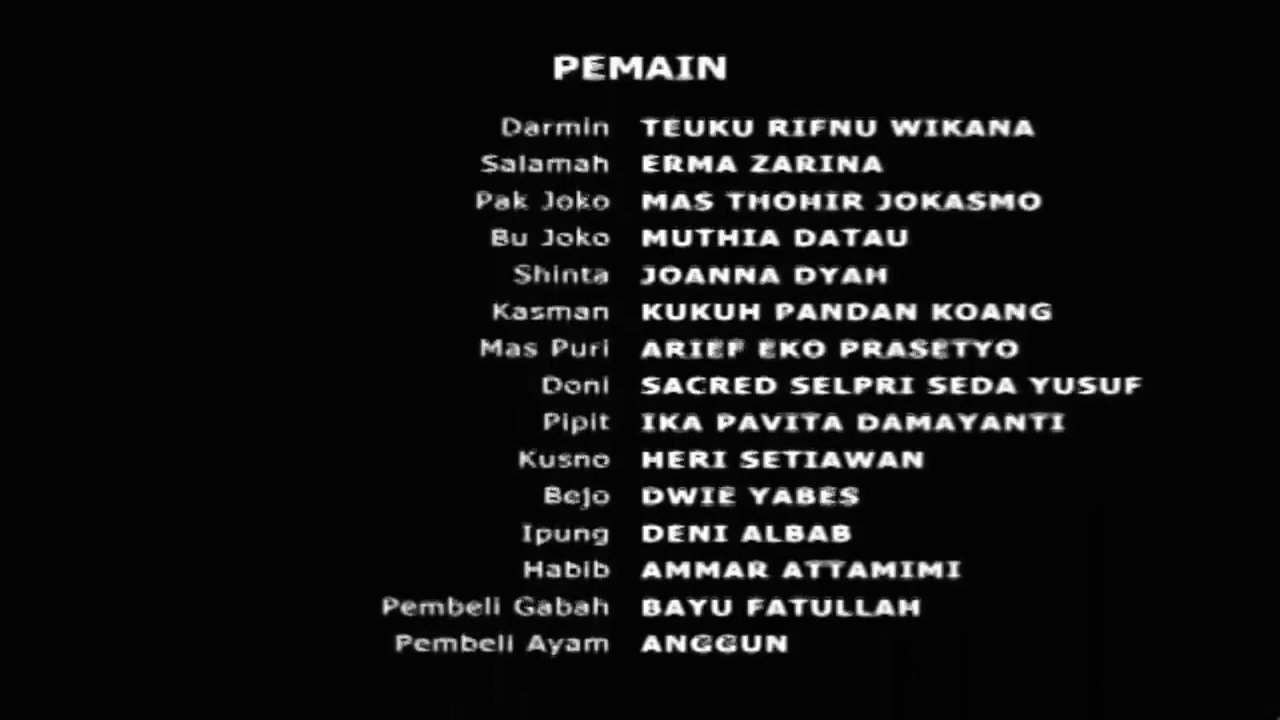 PEMAIN
Darmin TEUKU RIFNU WIKANA
Salamah ERMA ZARINA
Pak Joko MAS THOHIR JOKASMO
Bu Joko MUTHIA DATAU
Shinta JOANNA DYAH
Kasman KUKUH PANDAN KOANG
Mas Puri ARIEF EKO PRASETYO
Doni SACRED SELPRI SEDA YUSUF
Pipit IKA PAVITA DAMAYANTI
Kusno HERI SETIAWAN
Bejo DWIE YABES
Ipung DENI ALBAB
Habib AMMAR ATTAMIMI
Pembeli Gabah BAYU FATULLAH
Pembeli Ayam ANGGUN